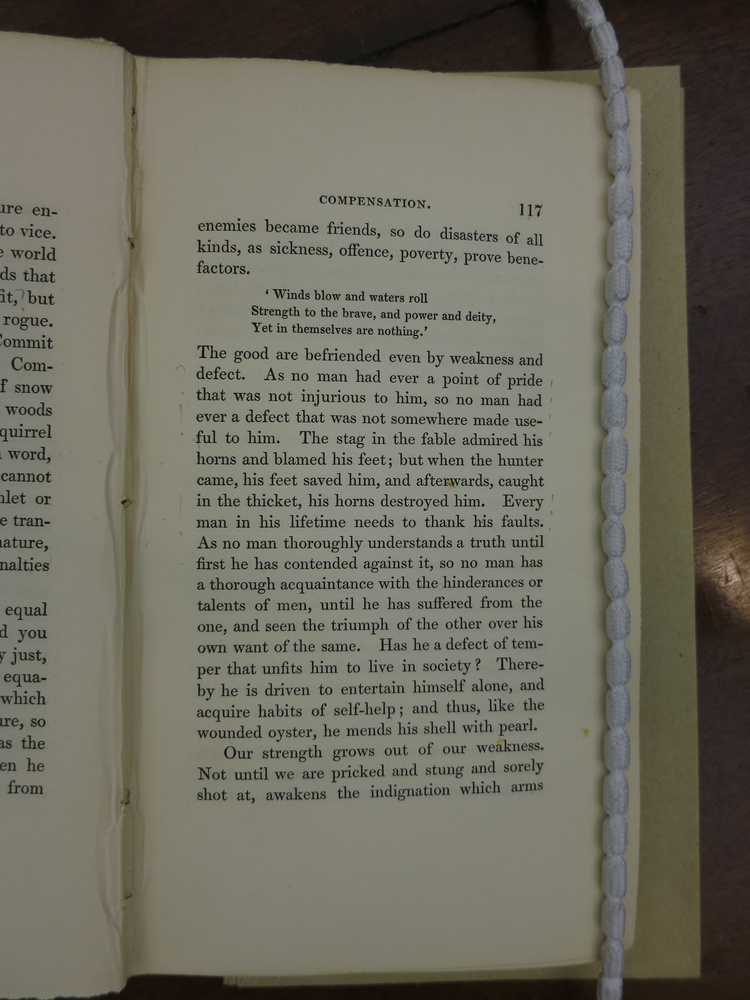 ure en-
to vice.
world
ds that
fit, but
rogue.
Commit
Com-
f snow
woods
quirrel
word,
cannot
nlet or
e tran-
nature,
nalties
equal
d you
y just,
equa-
which
ure, so
as the
en he
from
COMPENSATION. 117
enemies became friends, so do disasters of all
kinds, as sickness, offence, poverty, prove bene-
factors.
‘ Winds blow and waters roll
Strength to the brave, and power and deity,
Yet in themselves are nothing.’
The good are befriended even by weakness and
defect. As no man had ever a point of pride
that was not injurious to him, so no man had
ever a defect that was not somewhere made use-
ful to him. The stag in the fable admired his
horns and blamed his feet; but when the hunter
came, his feet saved him, and afterwards, caught
in the thicket, his horns destroyed him. Every
man in his lifetime needs to thank his faults.
As no man thoroughly understands a truth until
first he has contended against it, so no man has
a thorough acquaintance with the hinderances or
talents of men, until he has suffered from the
one, and seen the triumph of the other over his
own want of the same. Has he a defect of tem-
per that unfits him to live in society? There-
by he is driven to entertain himself alone, and
acquire habits of self-help; and thus, like the
wounded oyster, he mends his shell with pearl.
Our strength grows out of our weakness.
Not until we are pricked and stung and sorely
shot at, awakens the indignation which arms